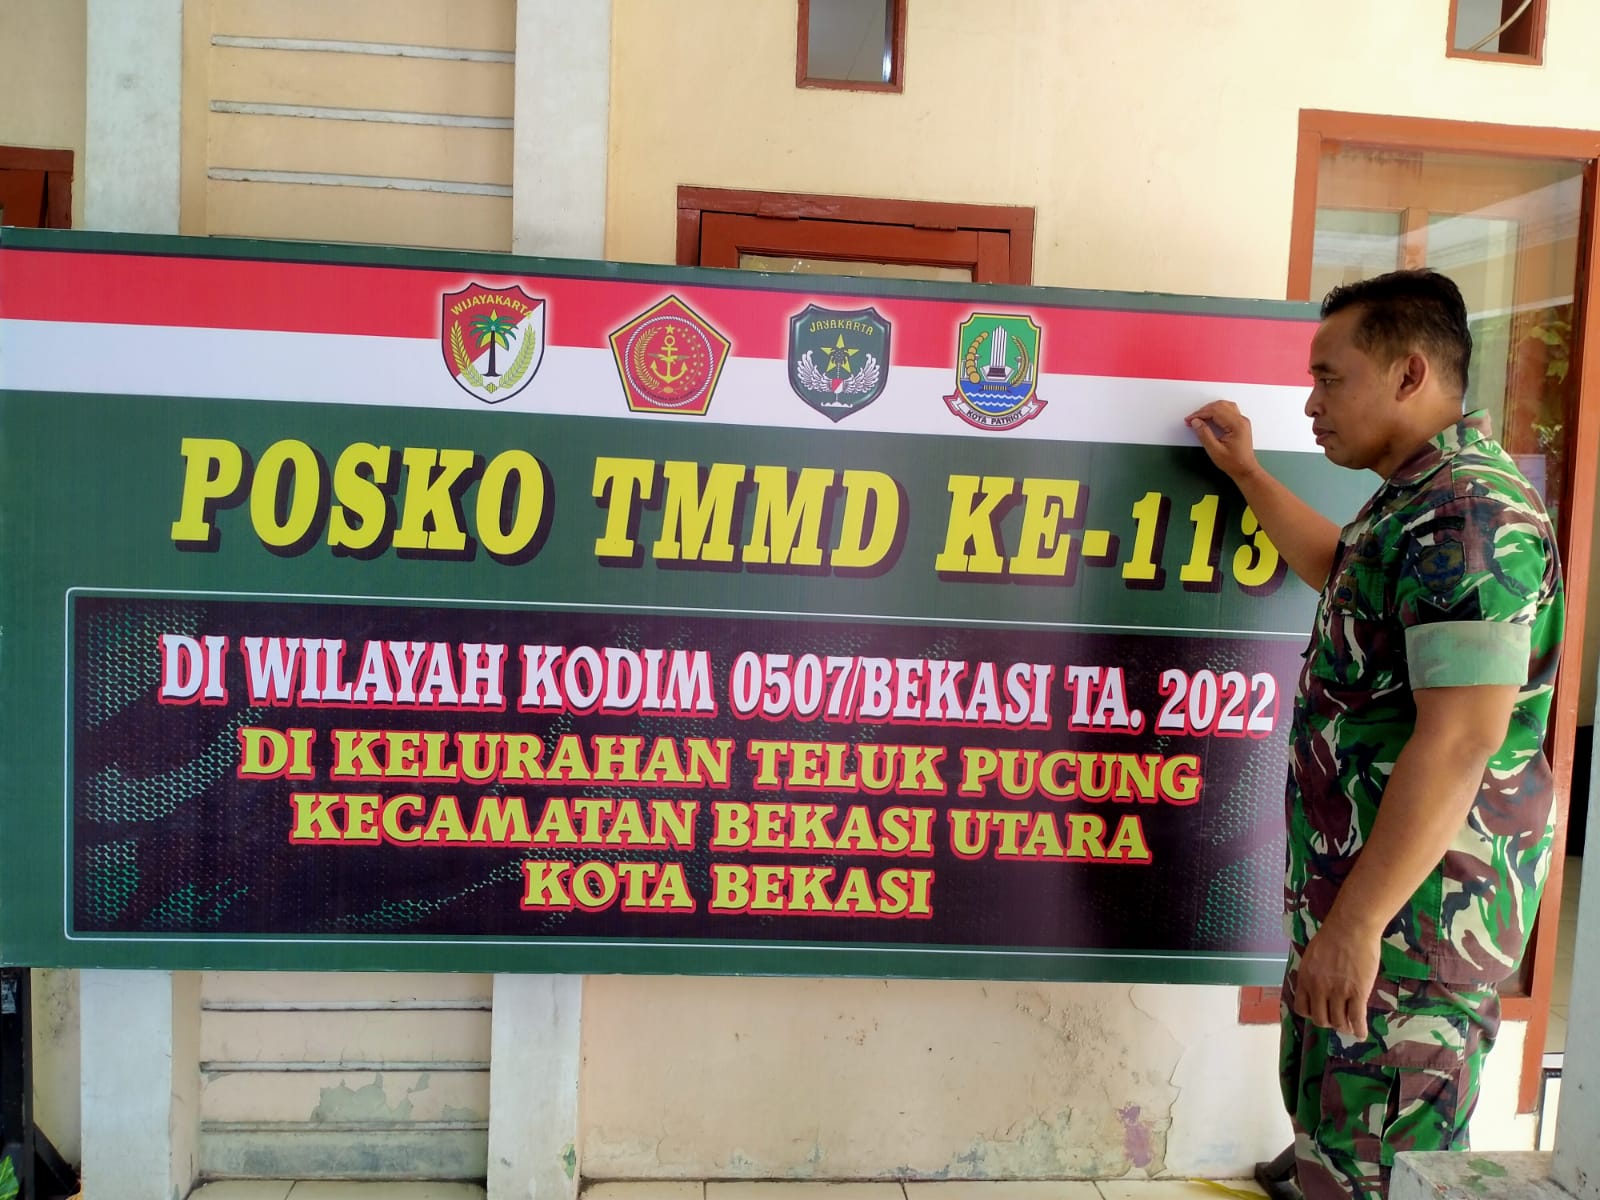 WIJAYAKARTA
JAYAKARTA
KOTA PATRIOT
POSKO TMMD KE-113
DI WILAYAH KODIM 0507/BEKASI TA. 2022
DI KELURAHAN TELUK PUCUNG
KECAMATAN BEKASI UTARA
KOTA BEKASI